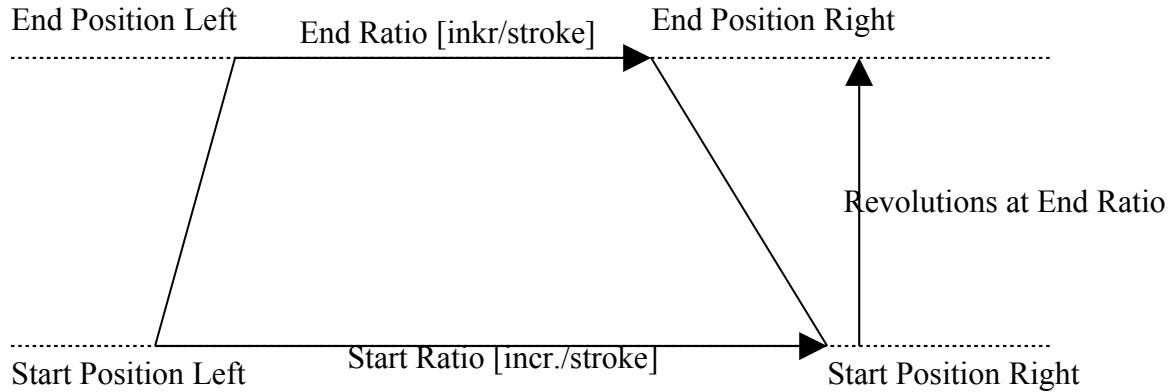 End Position Left
End Ratio [inkr/stroke]
End Position Right
Revolutions at End Ratio
Start Position Left
Start Ratio [incr./stroke]
Start Position Right